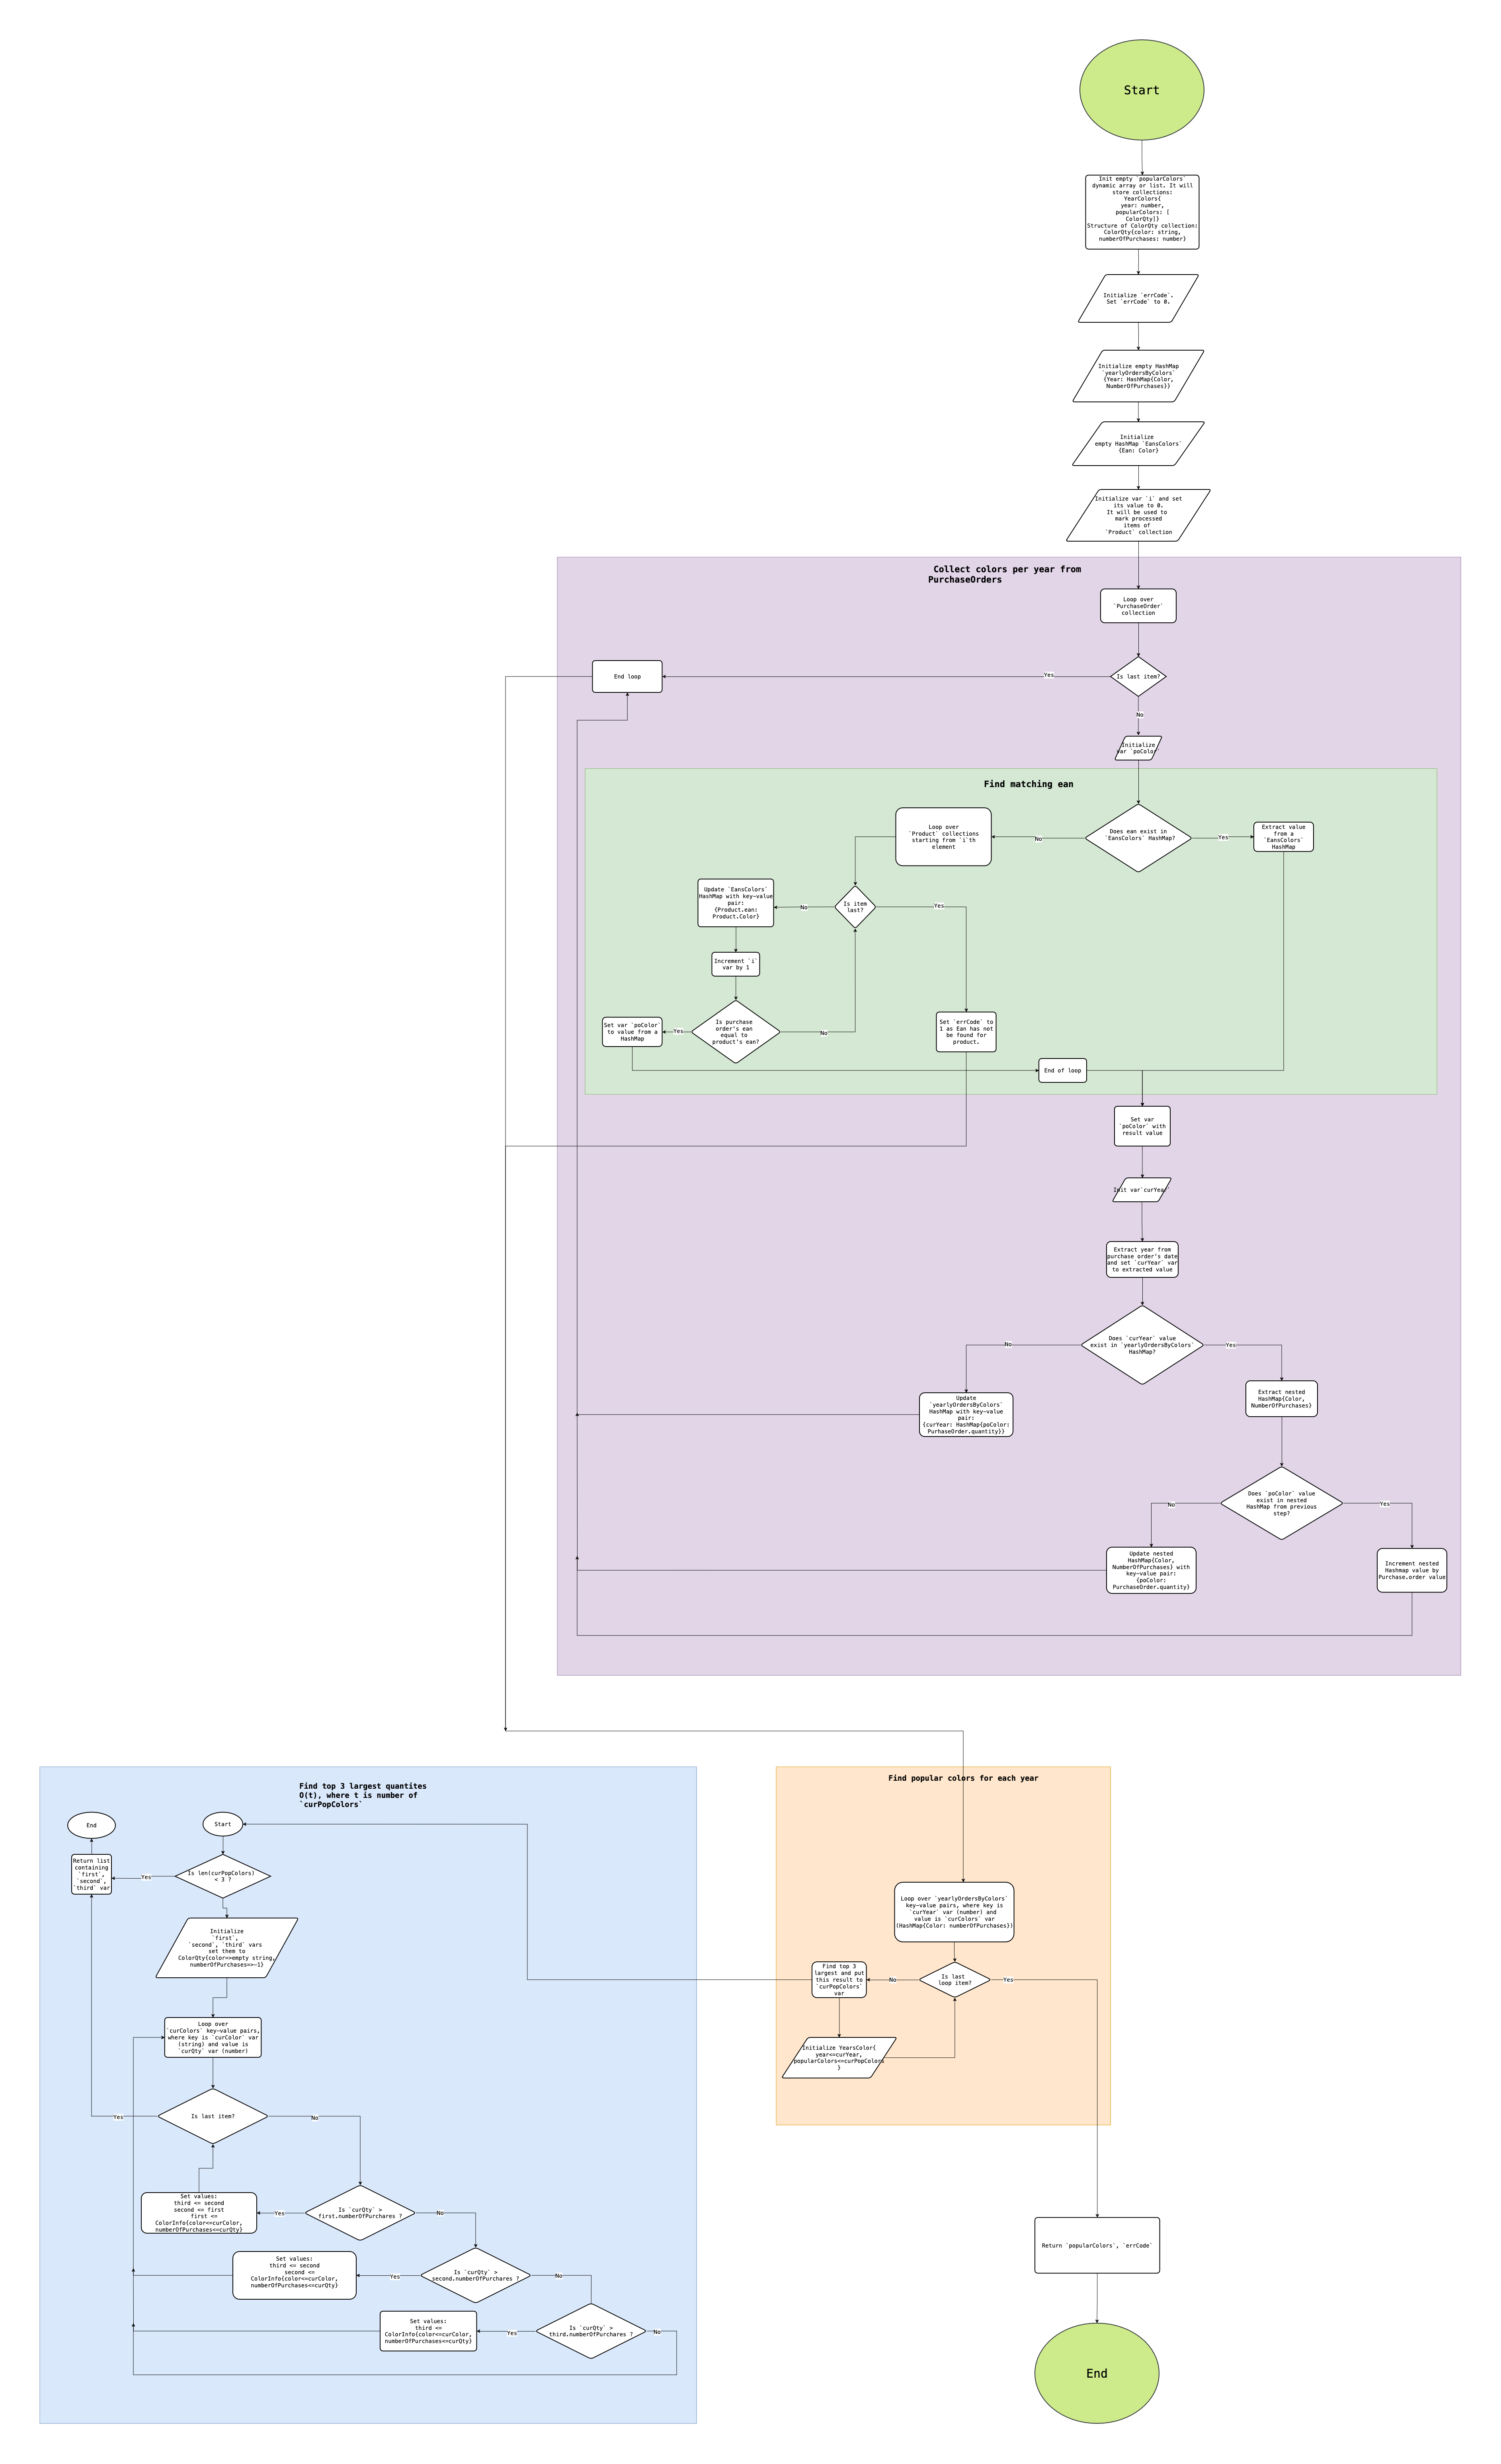 Start
Init empty `popularColors`
dynamic array or list. It will
store collections:
YearColors{
year: number,
popularColors: [
ColorQty]}
Structure of ColorQty collection:
ColorQty{color: string,
numberOfPurchases: number}
Initialize `errCode`.
Set `errCode` to 0.
Initialize empty HashMap
`yearlyOrdersByColors`
{Year: HashMap{Color,
NumberOfPurchases}}
Initialize
empty HashMap `EansColors`
{Ean: Color}
Initialize var `i` and set
its value to 0.
It will be used to
mark processed
items of
`Product` collection
Collect colors per year from
PurchaseOrders
Loop over
`PurchaseOrder`
collection
Is last item?
Yes
End loop
No
Initialize
var `poColor`
Find matching ean
Does ean exist in
`EansColors` HashMap?
Yes
Extract value
from a
`EansColors`
HashMap
No
Loop over
`Product` collections
starting from `i`th
element
Is item
last?
No
Yes
Update `EansColors`
HashMap with key-value
pair:
{Product.ean:
Product.Color}
Increment `i`
var by 1
Is purchase
order's ean
equal to
product's ean?
Yes
No
Set var `poColor`
to value from a
HashMap
Set `errCode` to
1 as Ean has not
be found for
product.
End of loop
Set var
`poColor` with
result value
Init var`curYear`
Extract year from
purchase order's date
and set `curYear` var
to extracted value
Does `curYear` value
exist in `yearlyOrdersByColors`
HashMap?
No
Yes
Update
`yearlyOrdersByColors`
HashMap with key-value
pair:
{curYear: HashMap{poColor:
PurhaseOrder.quantity}}
Extract nested
HashMap{Color,
NumberOfPurchases}
Does `poColor` value
exist in nested
HashMap from previous
step?
No
Yes
Update nested
HashMap{Color,
NumberOfPurchases} with
key-value pair:
{poColor:
PurchaseOrder.quantity}
Increment nested
Hashmap value by
Purchase.order value
Find top 3 largest quantites
O(t), where t is number of
`curPopColors`
End
Start
Return list
containing
`first`,
`second`,
`third` var
Yes
Is len(curPopColors)
< 3 ?
Initialize
`first`,
`second`, `third` vars
set them to
ColorQty{color=>empty string,
numberOfPurchases=>-1}
Loop over
`curColors` key-value pairs,
where key is `curColor` var
(string) and value is
`curQty` var (number)
Is last item?
Yes
No
Set values:
third <= second
second <= first
first <=
ColorInfo{color<=curColor,
numberOfPurchases<=curQty}
Yes
Is `curQty` >
first.numberOfPurchares ?
No
Set values:
third <= second
second <=
ColorInfo{color<=curColor,
numberOfPurchases<=curQty}
Yes
Is `curQty` >
second.numberOfPurchares ?
No
Set values:
third <=
ColorInfo{color<=curColor,
numberOfPurchases<=curQty}
Yes
Is `curQty` >
third.numberOfPurchares ?
No
Find popular colors for each year
Loop over `yearlyOrdersByColors`
key-value pairs, where key is
`curYear` var (number) and
value is `curColors` var
(HashMap{Color: numberOfPurchases})
Is last
loop item?
No
Yes
Find top 3
largest and put
this result to
`curPopColors`
var
Initialize YearsColor{
year<=curYear,
popularColors<=curPopColors
}
Return `popularColors`, `errCode`
End